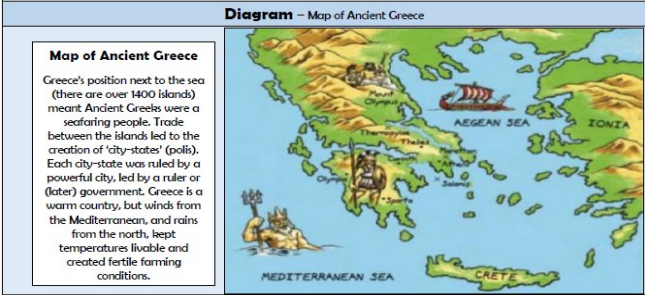 Diagram – Map of Ancient Greece
Map of Ancient Greece
Greece's position next to the sea
(there are over 1400 islands)
meant Ancient Greeks were a
seafaring people. Trade
between the islands led to the
creation of 'city-states' (polis).
Each city-state was ruled by a
powerful city, led by a ruler or
(later) government. Greece is a
warm country, but winds from
the Mediterranean, and rains
from the north, kept
temperatures livable and
created fertile farming
conditions.
Mount
Olympus
AEGEAN SEA
IONIA
Thermopylae
Thebes
Marathon
Corinth
Athens
Olympia
Salamis
Sparta
MEDITERRANEAN SEA
CRETE